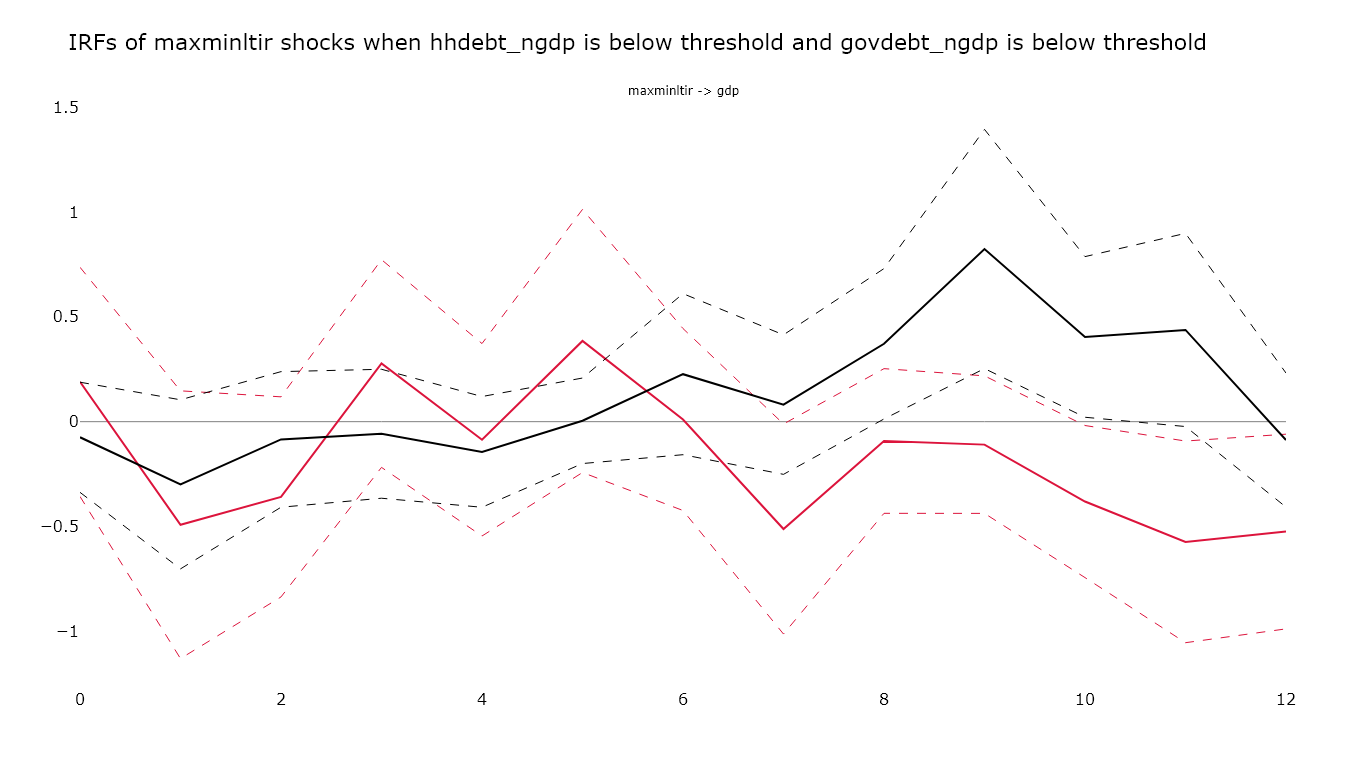 IRFs of maxminltir shocks when hhdebt_ngdp is below threshold and govdebt_ngdp is below threshold
maxminltir -> gdp
1.5
1
0.5
0
−0.5
−1
0 2 4 6 8 10 12